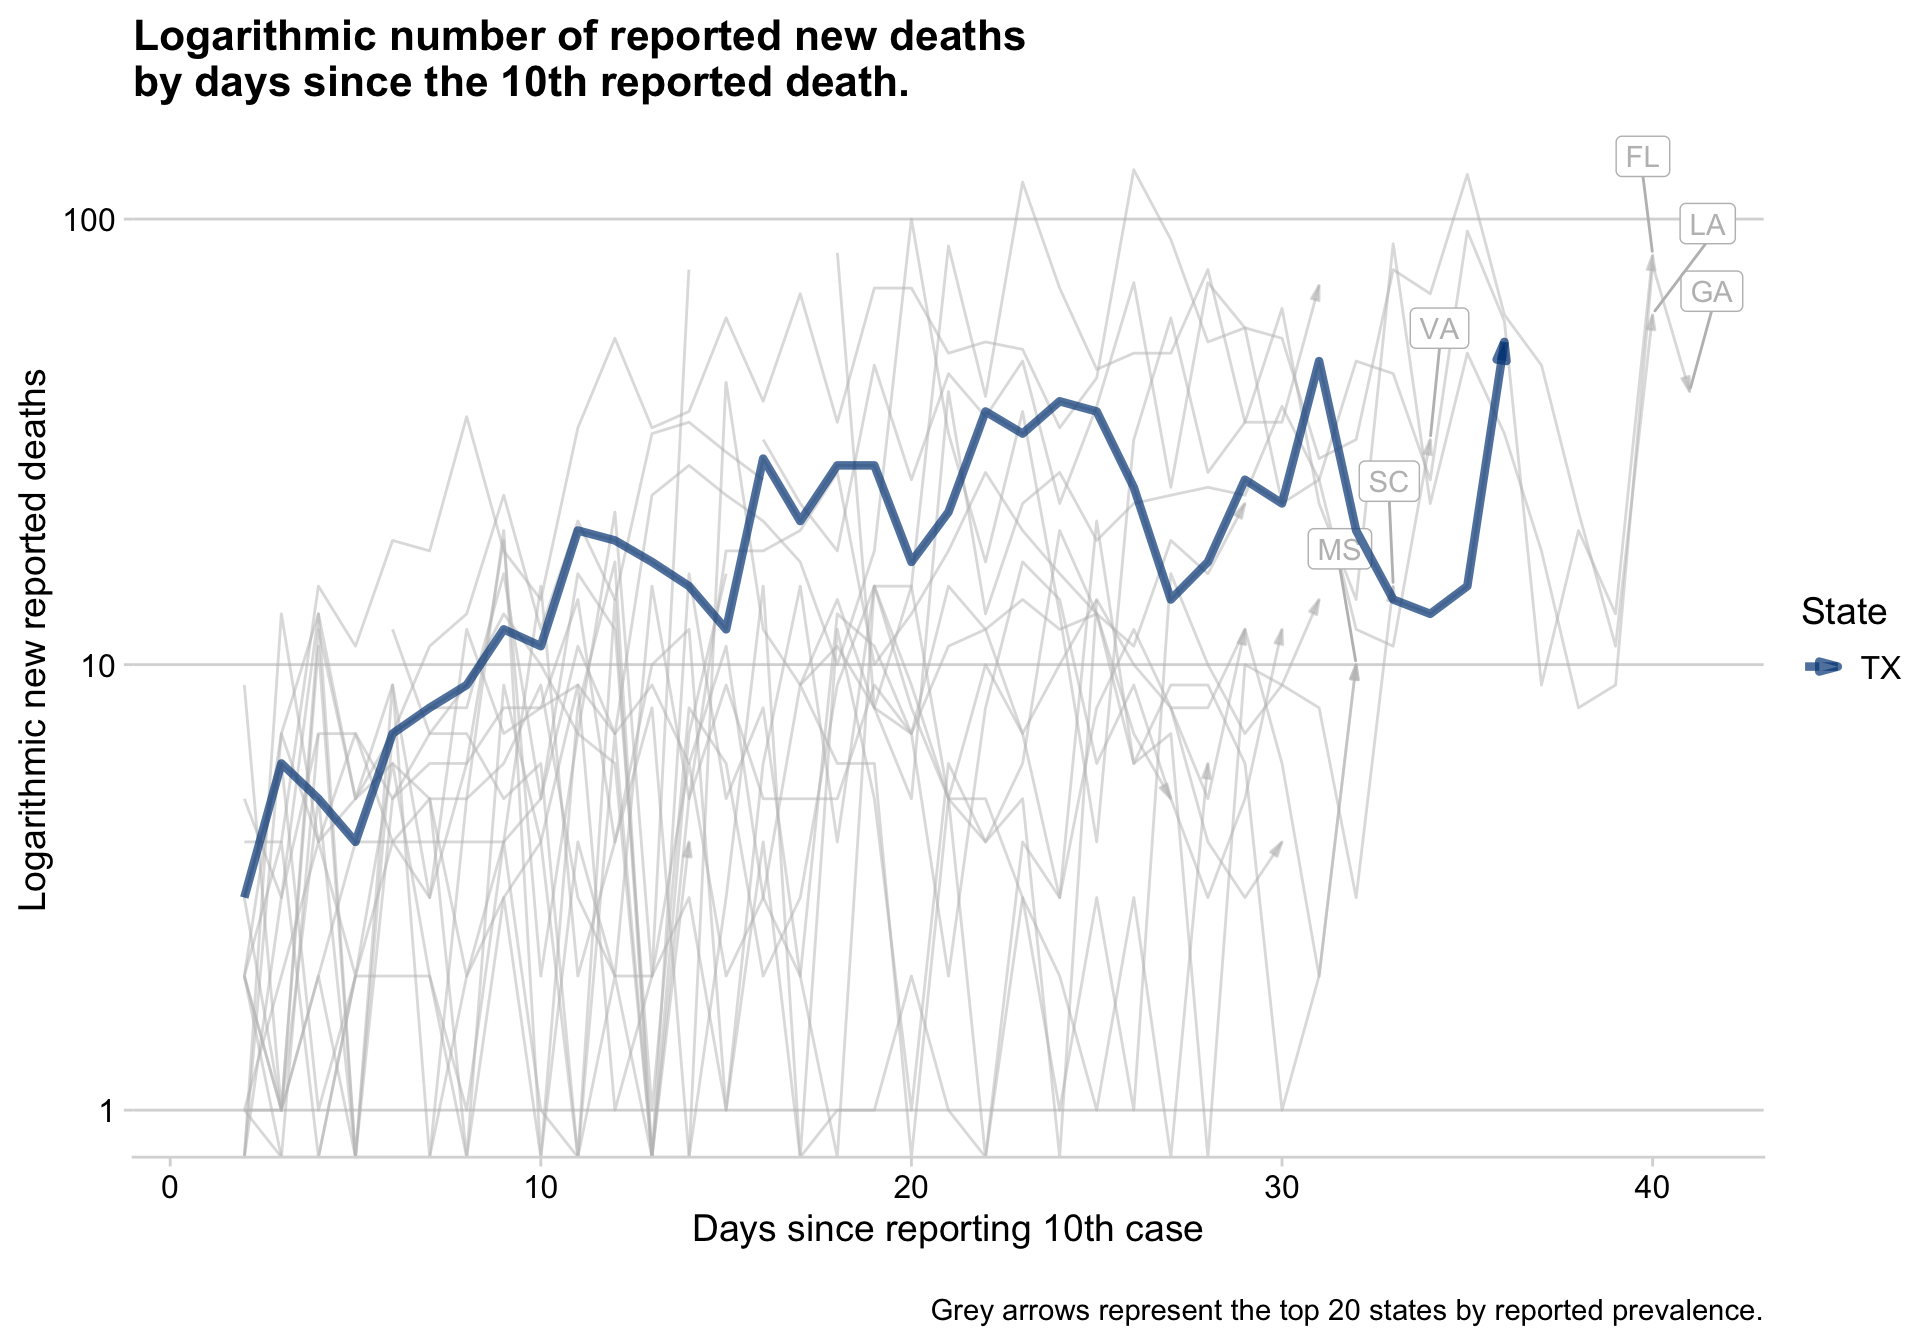 Logarithmic number of reported new deaths
by days since the 10th reported death.
Logarithmic new reported deaths
100
10
1
FL
LA
GA
VA
SC
MS
State
TX
0 10 20 30 40
Days since reporting 10th case
Grey arrows represent the top 20 states by reported prevalence.